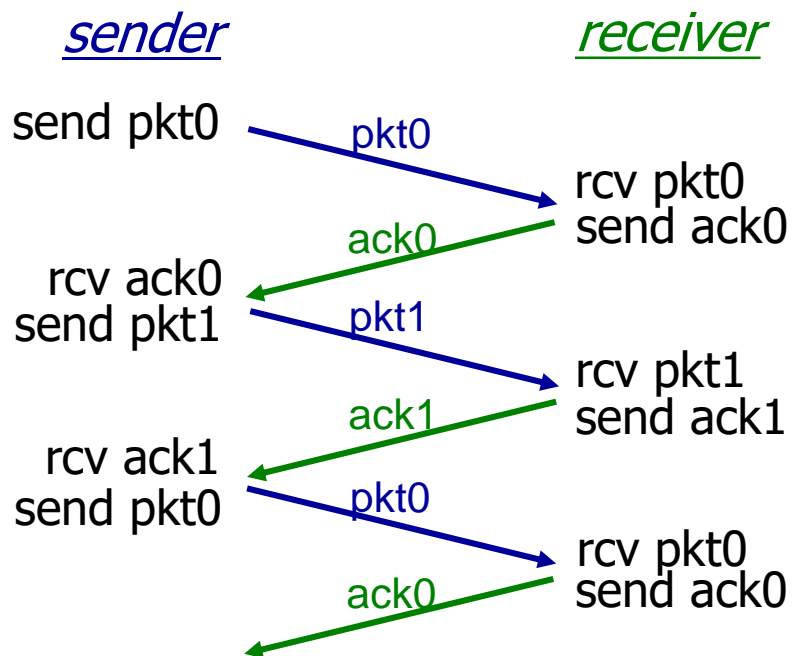 sender
receiver
send pkt0
pkt0
rcv pkt0
send ack0
ack0
rcv ack0
send pkt1
pkt1
rcv pkt1
send ack1
ack1
rcv ack1
send pkt0
pkt0
rcv pkt0
send ack0
ack0